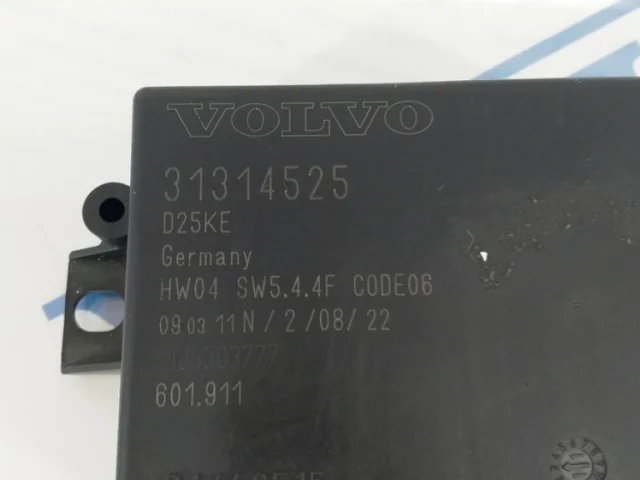 VOLVO
31314525
D25KE
Germany
HW04 SW5.4.4F CODE06
09 03 11 N / 2 / 08 / 22
601.911